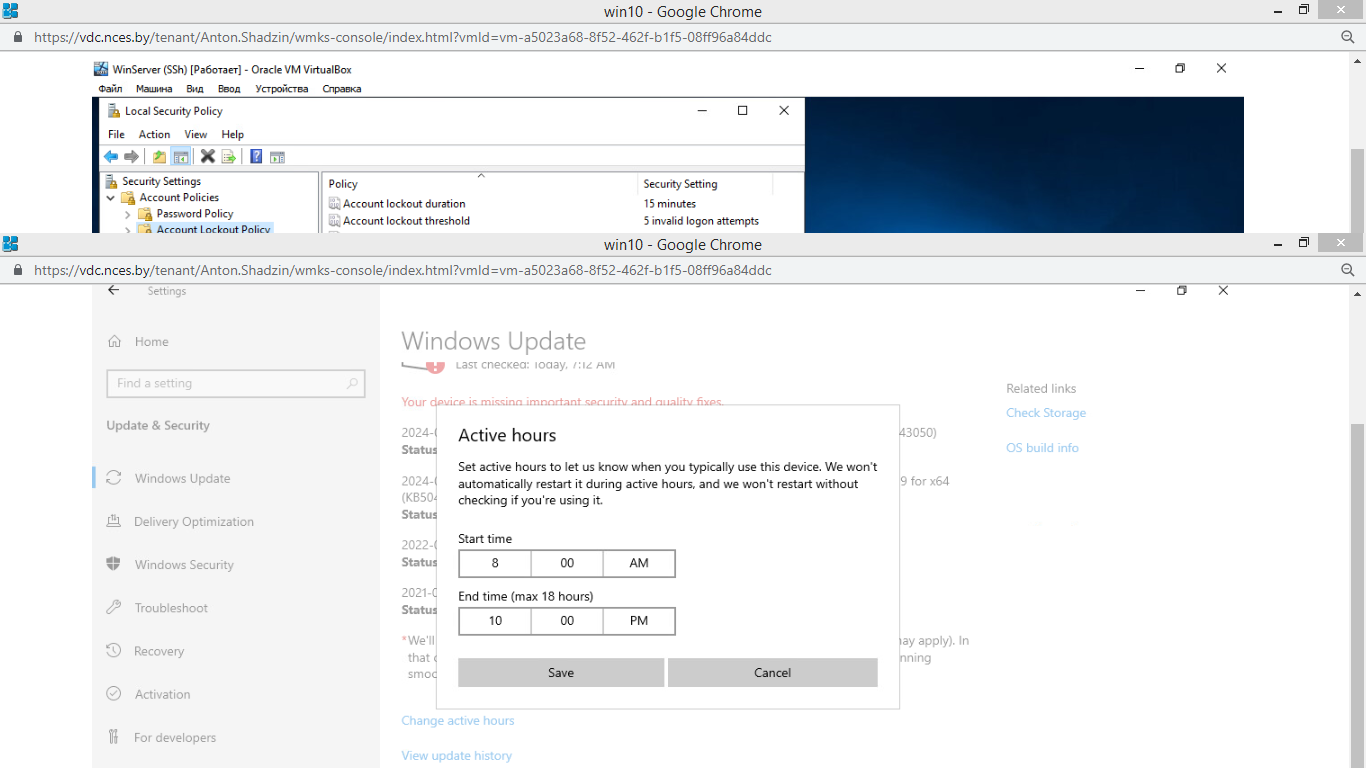 win10 - Google Chrome
https://vdc.nces.by/tenant/Anton.Shadzin/wmks-console/index.html?vmId=vm-a5023a68-8f52-462f-b1f5-08ff96a84ddc
WinServer (SSh) [Работает] - Oracle VM VirtualBox
Файл Машина Вид Ввод Устройства Справка
Local Security Policy
File Action View Help
Security Settings
Account Policies
Password Policy
Account Lockout Policy
Policy Security Setting
Account lockout duration 15 minutes
Account lockout threshold 5 invalid logon attempts
win10 - Google Chrome
https://vdc.nces.by/tenant/Anton.Shadzin/wmks-console/index.html?vmId=vm-a5023a68-8f52-462f-b1f5-08ff96a84ddc
Settings
Home
Find a setting
Update & Security
Windows Update
Delivery Optimization
Windows Security
Troubleshoot
Recovery
Activation
For developers
Windows Update
Last checked: Today, 7:12 AM
Your device is missing important security and quality fixes.
2024-0 43050)
Status
2024-0 9 for x64
(KB504
Status
2022-0
Status
2021-0
Status
*We'll may apply). In
that nning
smoo
Active hours
Set active hours to let us know when you typically use this device. We won't
automatically restart it during active hours, and we won't restart without
checking if you're using it.
Start time
8 00 AM
End time (max 18 hours)
10 00 PM
Save Cancel
Change active hours
View update history
Related links
Check Storage
OS build info